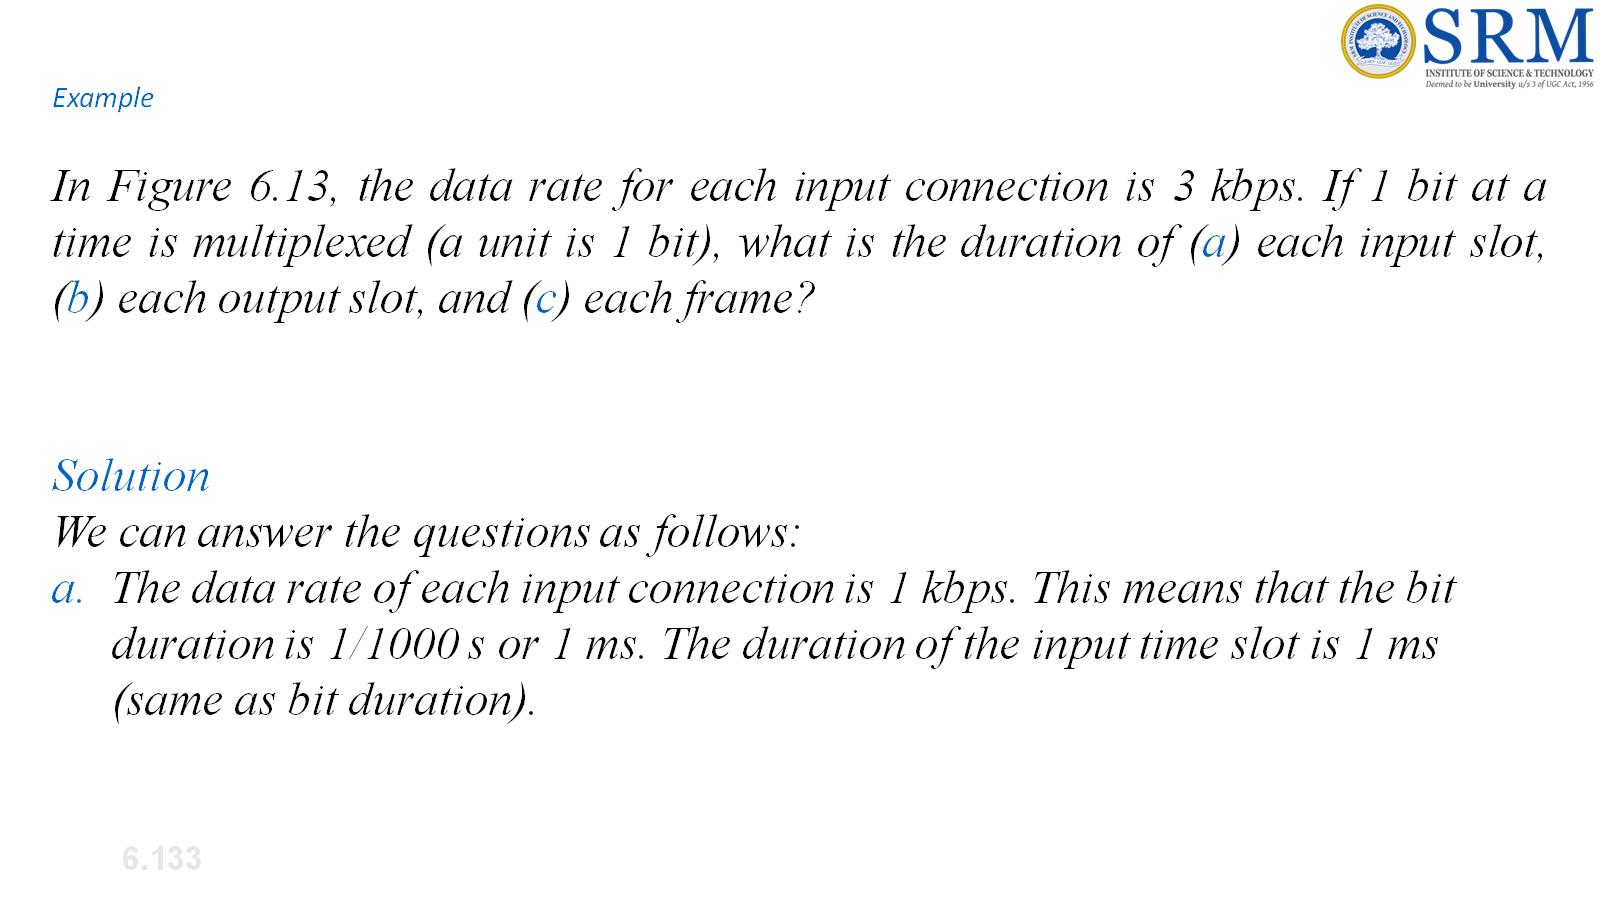 SRM
INSTITUTE OF SCIENCE & TECHNOLOGY
Deemed to be University u/s 3 of UGC Act, 1956
Example
In Figure 6.13, the data rate for each input connection is 3 kbps. If 1 bit at a
time is multiplexed (a unit is 1 bit), what is the duration of (a) each input slot,
(b) each output slot, and (c) each frame?
Solution
We can answer the questions as follows:
a. The data rate of each input connection is 1 kbps. This means that the bit
duration is 1/1000 s or 1 ms. The duration of the input time slot is 1 ms
(same as bit duration).
6.133